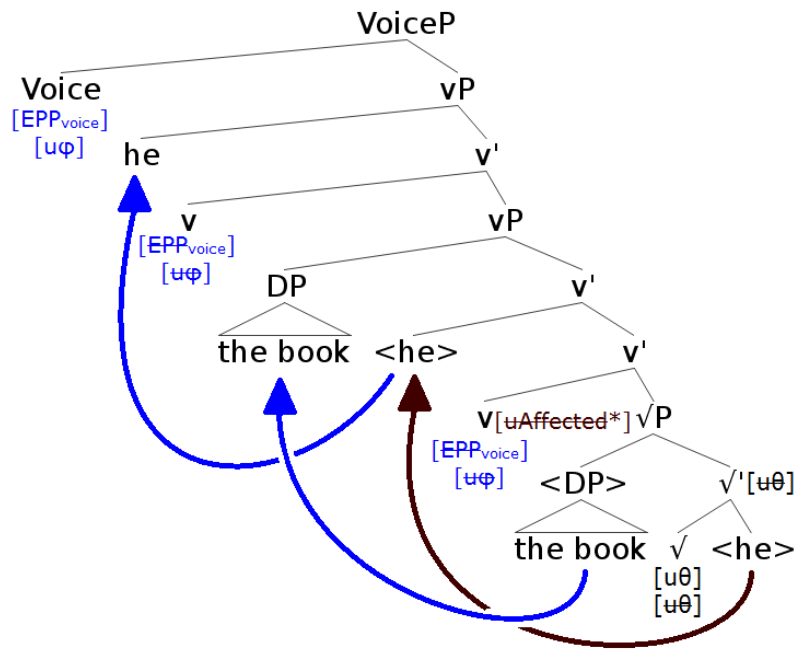 VoiceP
Voice vP
[EPPvoice]
[uφ] he v'
v vP
[EPPvoice]
[uφ] DP v'
the book <he> v'
v[uAffected*] √P
[EPPvoice]
[uφ] <DP> √'[uθ]
the book √ <he>
[uθ]
[uθ]